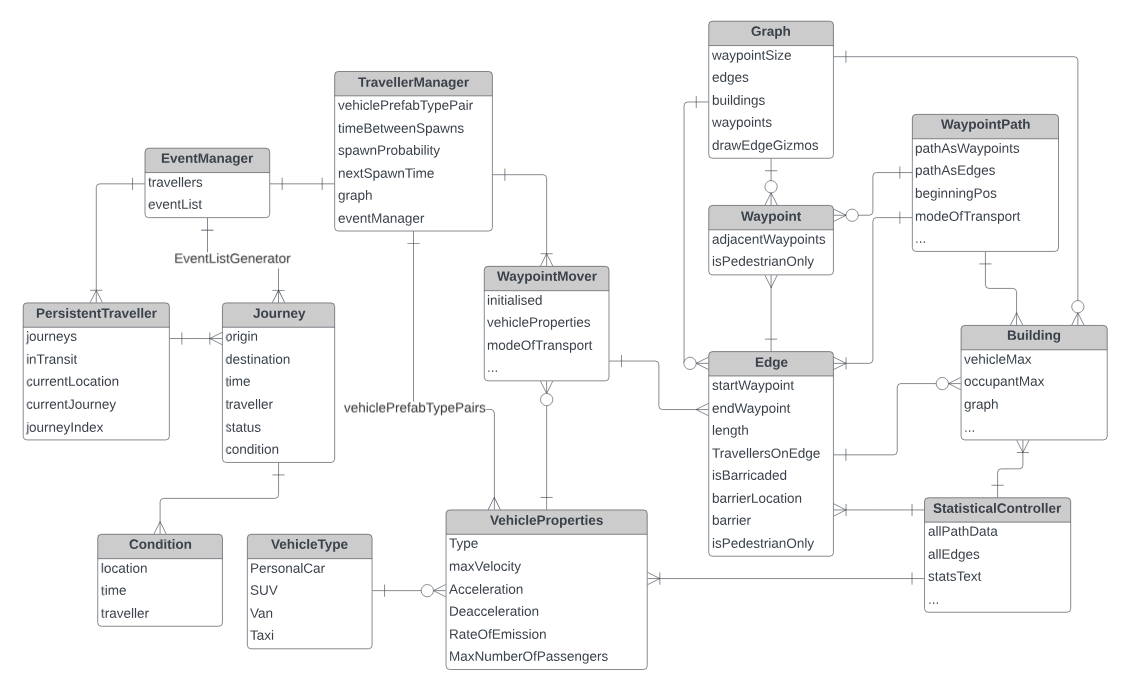 Graph
waypointSize
edges
buildings
waypoints
drawEdgeGizmos
TravellerManager
vehiclePrefabTypePair
timeBetweenSpawns
spawnProbability
nextSpawnTime
graph
eventManager
WaypointPath
pathAsWaypoints
pathAsEdges
beginningPos
modeOfTransport
...
EventManager
travellers
eventList
Waypoint
adjacentWaypoints
isPedestrianOnly
EventListGenerator
WaypointMover
initialised
vehicleProperties
modeOfTransport
...
PersistentTraveller
journeys
inTransit
currentLocation
currentJourney
journeyIndex
Journey
origin
destination
time
traveller
status
condition
Building
vehicleMax
occupantMax
graph
...
Edge
startWaypoint
endWaypoint
length
TravellersOnEdge
isBarricaded
barrierLocation
barrier
isPedestrianOnly
vehiclePrefabTypePairs
StatisticalController
allPathData
allEdges
statsText
...
VehicleProperties
Type
maxVelocity
Acceleration
Deacceleration
RateOfEmission
MaxNumberOfPassengers
Condition
location
time
traveller
VehicleType
PersonalCar
SUV
Van
Taxi